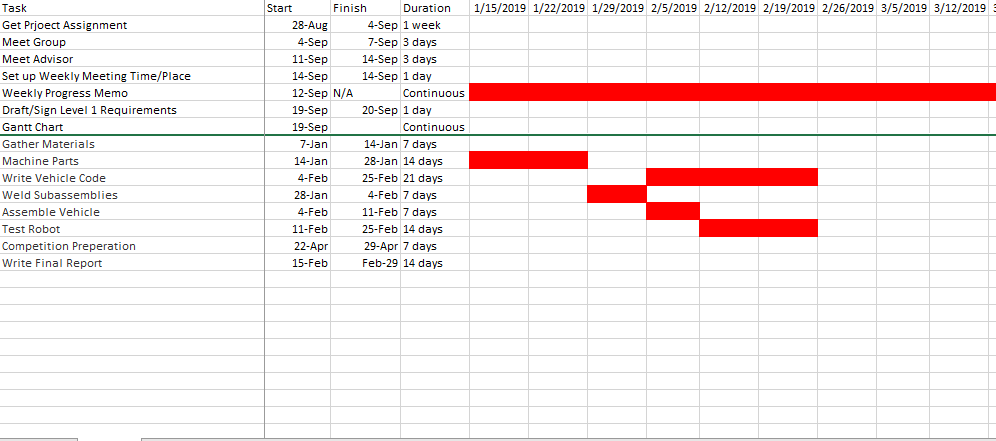 Task Start Finish Duration 1/15/2019 1/22/2019 1/29/2019 2/5/2019 2/12/2019 2/19/2019 2/26/2019 3/5/2019 3/12/2019
Get Prjoect Assignment 28-Aug 4-Sep 1 week
Meet Group 4-Sep 7-Sep 3 days
Meet Advisor 11-Sep 14-Sep 3 days
Set up Weekly Meeting Time/Place 14-Sep 14-Sep 1 day
Weekly Progress Memo 12-Sep N/A Continuous
Draft/Sign Level 1 Requirements 19-Sep 20-Sep 1 day
Gantt Chart 19-Sep Continuous
Gather Materials 7-Jan 14-Jan 7 days
Machine Parts 14-Jan 28-Jan 14 days
Write Vehicle Code 4-Feb 25-Feb 21 days
Weld Subassemblies 28-Jan 4-Feb 7 days
Assemble Vehicle 4-Feb 11-Feb 7 days
Test Robot 11-Feb 25-Feb 14 days
Competition Preperation 22-Apr 29-Apr 7 days
Write Final Report 15-Feb Feb-29 14 days